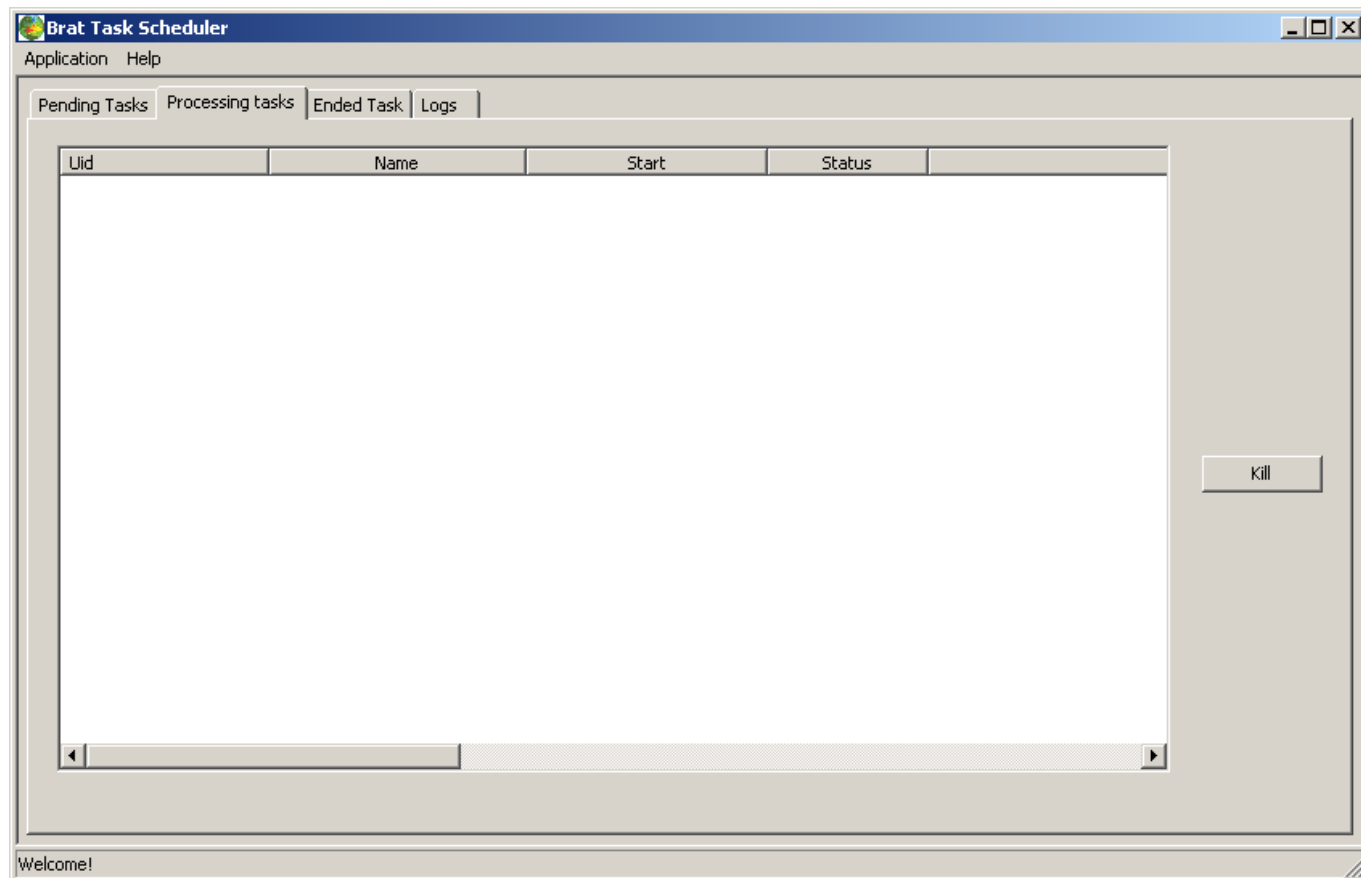 Brat Task Scheduler
Application Help
Pending Tasks Processing tasks Ended Task Logs
Uid Name Start Status
Kill
Welcome!